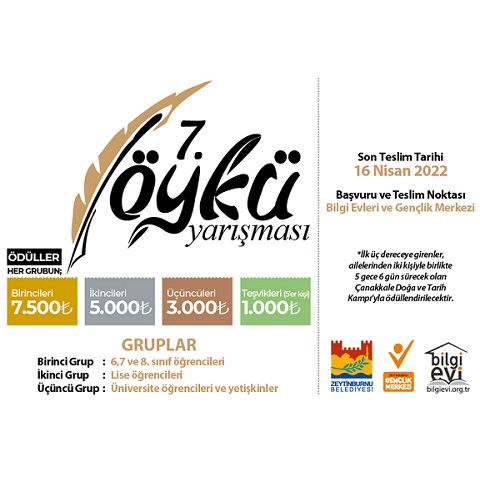 7.
öykü
yarışması
ÖDÜLLER
HER GRUBUN;
Birincileri
7.500₺
İkincileri
5.000₺
Üçüncüleri
3.000₺
Teşvikleri (5'er kişi)
1.000₺
GRUPLAR
Birinci Grup : 6,7 ve 8. sınıf öğrencileri
İkinci Grup : Lise öğrencileri
Üçüncü Grup : Üniversite öğrencileri ve yetişkinler
Son Teslim Tarihi
16 Nisan 2022
Başvuru ve Teslim Noktası
Bilgi Evleri ve Gençlik Merkezi
*İlk üç dereceye girenler,
ailelerinden iki kişiyle birlikte
5 gece 6 gün sürecek olan
Çanakkale Doğa ve Tarih
Kampı'yla ödüllendirilecektir.
ZEYTİNBURNU
BELEDİYESİ
GENÇLİK
MERKEZİ
bilgi
evi
bilgievi.org.tr